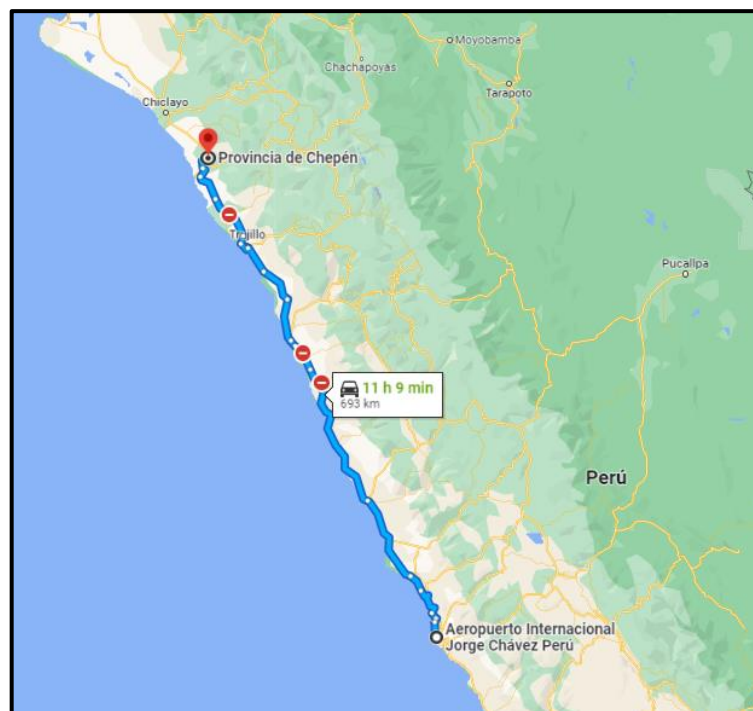 Moyobamba
Chachapoyas
Tarapoto
Chiclayo
Provincia de Chepén
Trujillo
Pucallpa
11 h 9 min
693 km
Perú
Aeropuerto Internacional
Jorge Chávez Perú